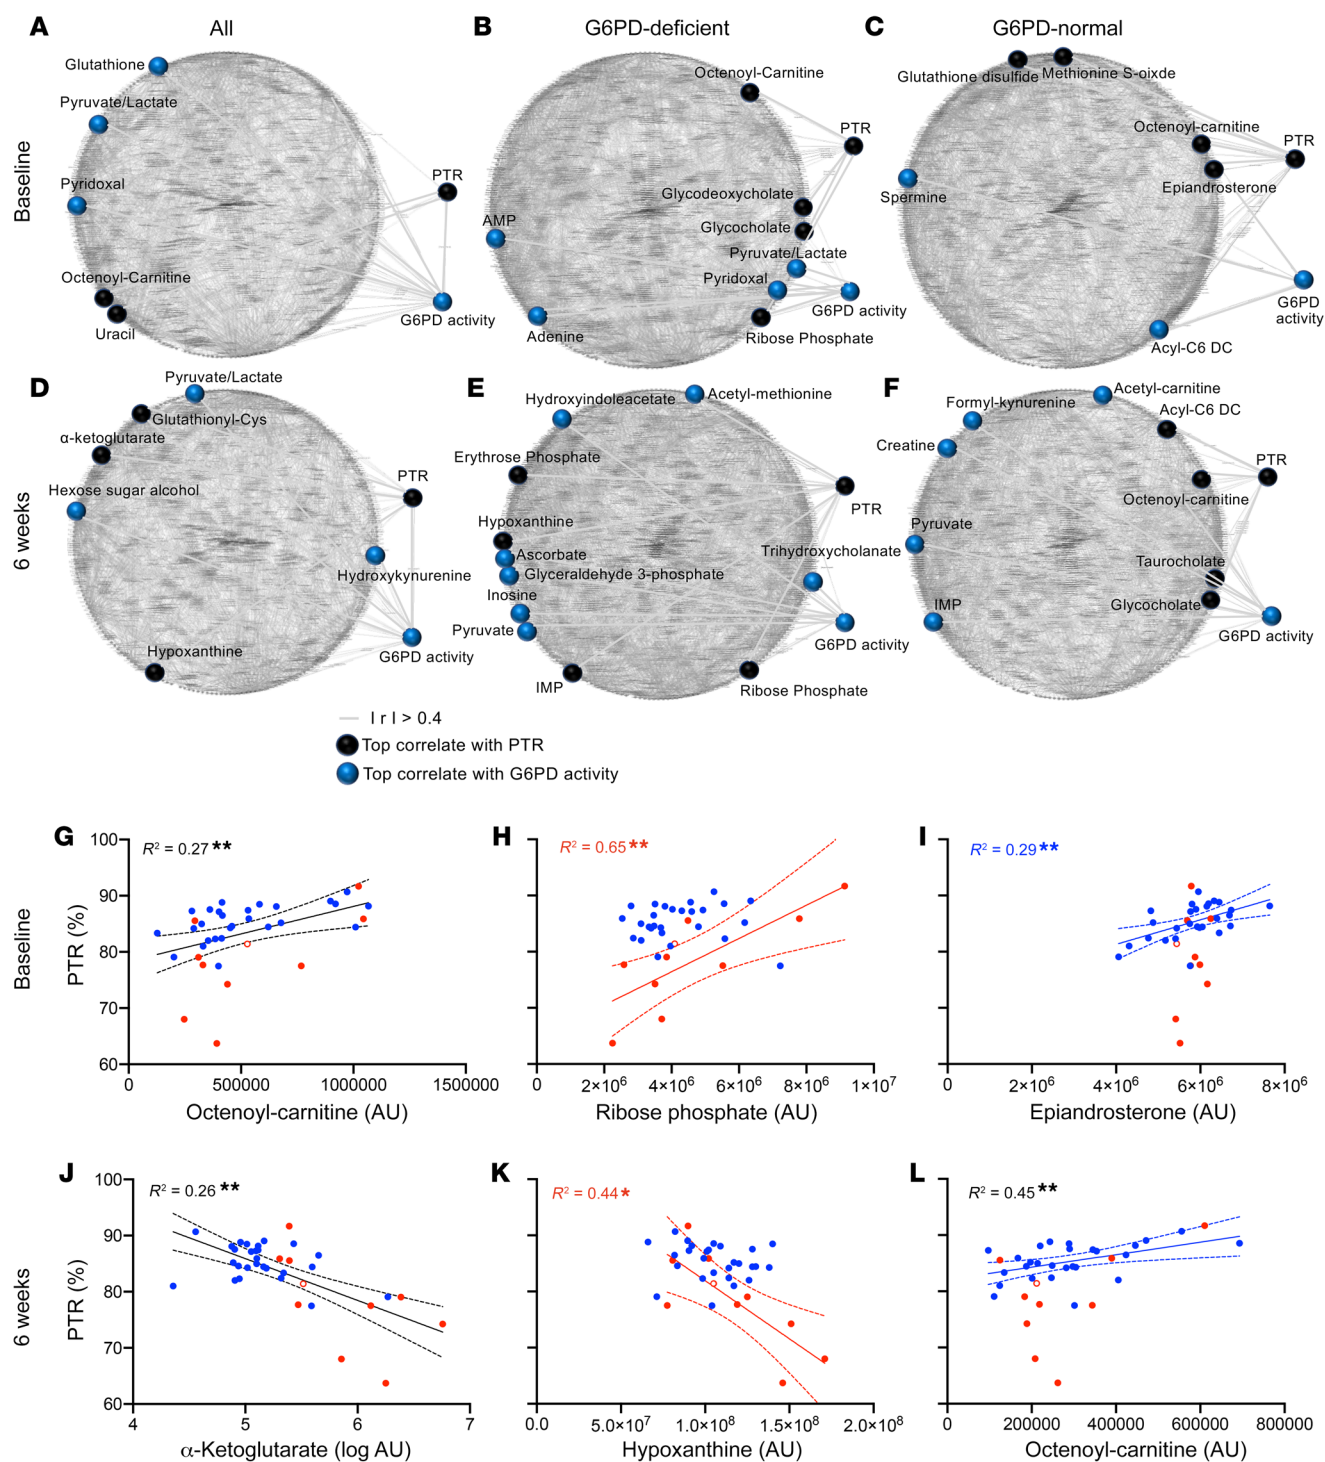 A
All
B
G6PD-deficient
C
G6PD-normal
Baseline
Glutathione
Pyruvate/Lactate
Pyridoxal
Octenoyl-Carnitine
Uracil
PTR
G6PD activity
Octenoyl-Carnitine
PTR
Glycodeoxycholate
Glycocholate
AMP
Pyruvate/Lactate
Pyridoxal
G6PD activity
Adenine
Ribose Phosphate
Glutathione disulfide
Methionine S-oixde
Octenoyl-carnitine
PTR
Epiandrosterone
Spermine
G6PD
activity
Acyl-C6 DC
D
E
F
6 weeks
Pyruvate/Lactate
Glutathionyl-Cys
α-ketoglutarate
Hexose sugar alcohol
PTR
Hydroxykynurenine
Hypoxanthine
G6PD activity
Hydroxyindoleacetate
Acetyl-methionine
Erythrose Phosphate
PTR
Hypoxanthine
Ascorbate
Trihydroxycholanate
Glyceraldehyde 3-phosphate
Inosine
Pyruvate
G6PD activity
IMP
Ribose Phosphate
Acetyl-carnitine
Formyl-kynurenine
Acyl-C6 DC
Creatine
PTR
Octenoyl-carnitine
Pyruvate
Taurocholate
Glycocholate
IMP
G6PD activity
I r I > 0.4
Top correlate with PTR
Top correlate with G6PD activity
G
Baseline
PTR (%)
R² = 0.27 **
100
90
80
70
60
0
500000
1000000
1500000
Octenoyl-carnitine (AU)
H
R² = 0.65 **
0
2×10⁶
4×10⁶
6×10⁶
8×10⁶
1×10⁷
Ribose phosphate (AU)
I
R² = 0.29 **
0
2×10⁶
4×10⁶
6×10⁶
8×10⁶
Epiandrosterone (AU)
J
6 weeks
PTR (%)
R² = 0.26 **
100
90
80
70
60
4
5
6
7
α-Ketoglutarate (log AU)
K
R² = 0.44 *
0.0
5.0×10⁷
1.0×10⁸
1.5×10⁸
2.0×10⁸
Hypoxanthine (AU)
L
R² = 0.45 **
0
200000
400000
600000
800000
Octenoyl-carnitine (AU)